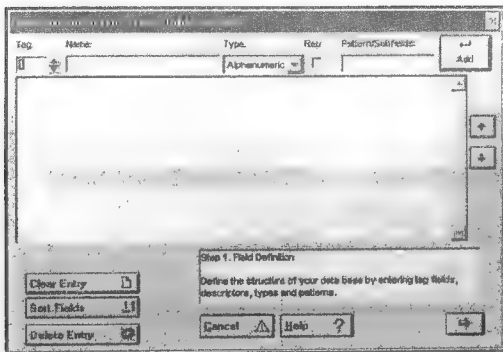 Tag: Name: Type: Rep Pattern/Subfields:
Alphanumeric
Add
Step 1. Field Definition
Define the structure of your data base by entering tag fields,
descriptors, types and patterns.
Clear Entry
Sort Fields
Delete Entry
Cancel Help ?